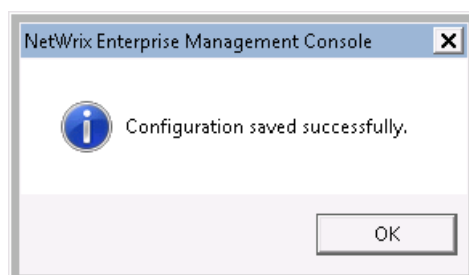 NetWrix Enterprise Management Console
Configuration saved successfully.
OK